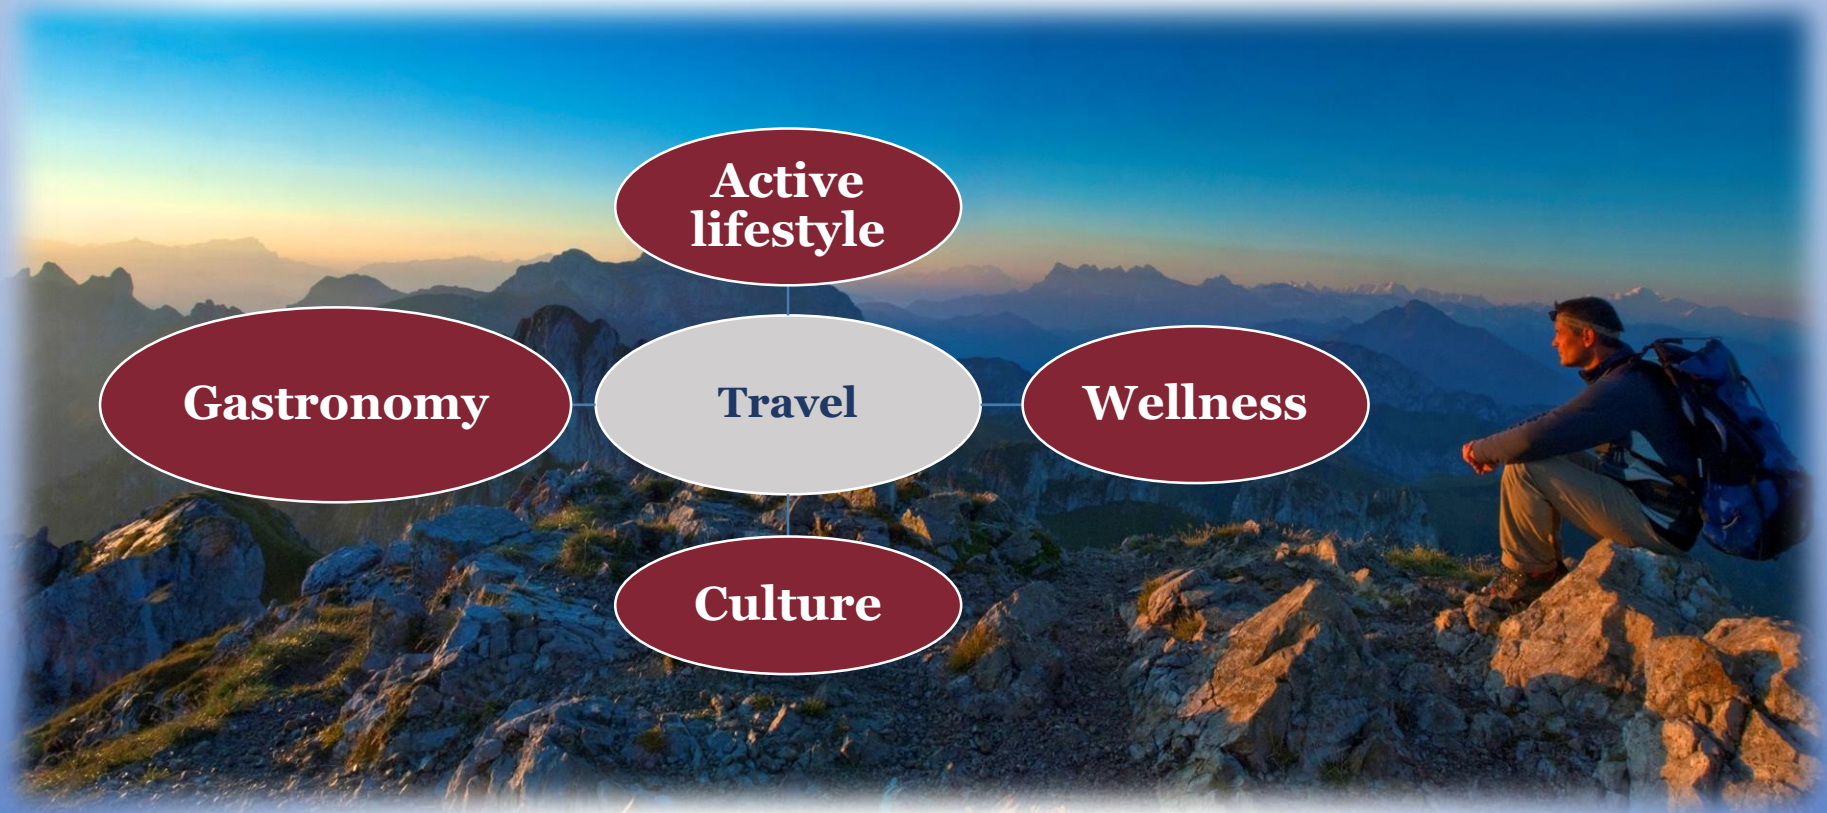 Active
lifestyle
Gastronomy
Travel
Wellness
Culture